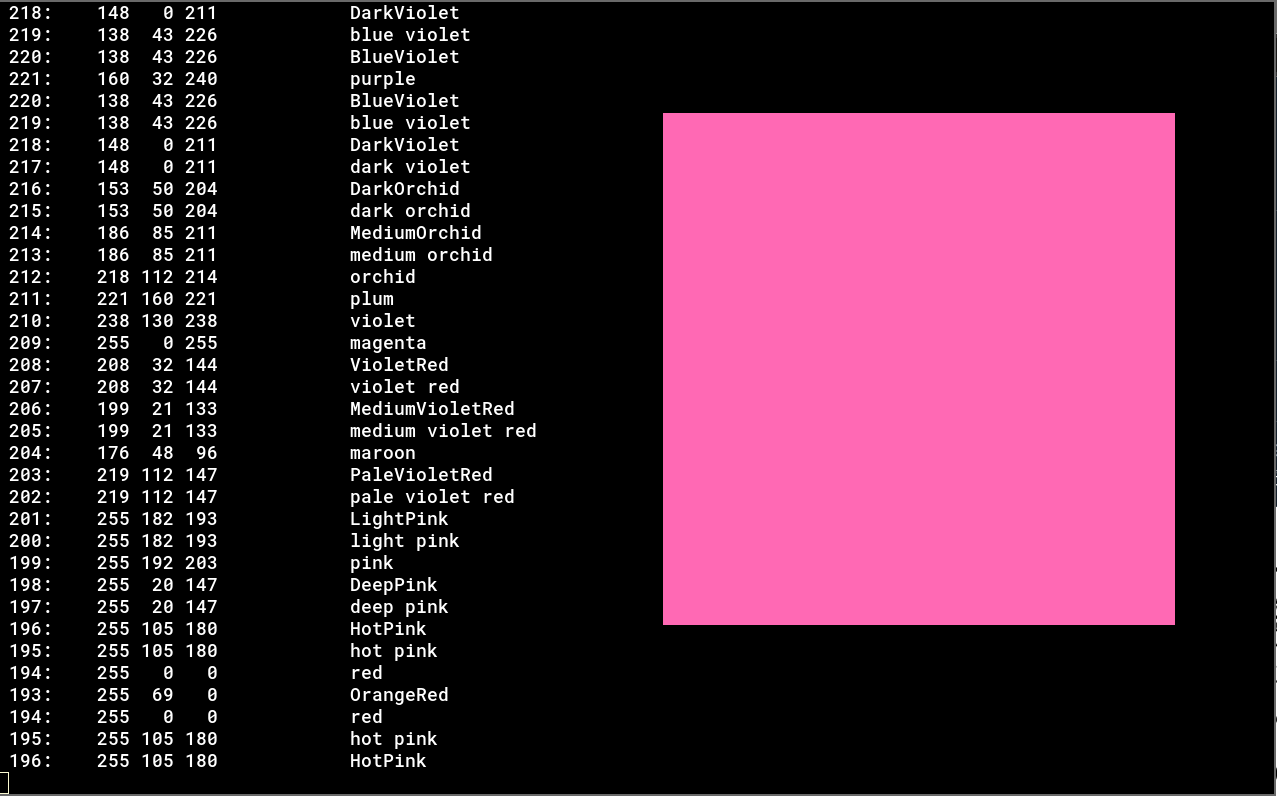 218:    148   0 211            DarkViolet
219:    138  43 226            blue violet
220:    138  43 226            BlueViolet
221:    160  32 240            purple
220:    138  43 226            BlueViolet
219:    138  43 226            blue violet
218:    148   0 211            DarkViolet
217:    148   0 211            dark violet
216:    153  50 204            DarkOrchid
215:    153  50 204            dark orchid
214:    186  85 211            MediumOrchid
213:    186  85 211            medium orchid
212:    218 112 214            orchid
211:    221 160 221            plum
210:    238 130 238            violet
209:    255   0 255            magenta
208:    208  32 144            VioletRed
207:    208  32 144            violet red
206:    199  21 133            MediumVioletRed
205:    199  21 133            medium violet red
204:    176  48  96            maroon
203:    219 112 147            PaleVioletRed
202:    219 112 147            pale violet red
201:    255 182 193            LightPink
200:    255 182 193            light pink
199:    255 192 203            pink
198:    255  20 147            DeepPink
197:    255  20 147            deep pink
196:    255 105 180            HotPink
195:    255 105 180            hot pink
194:    255   0   0            red
193:    255  69   0            OrangeRed
194:    255   0   0            red
195:    255 105 180            hot pink
196:    255 105 180            HotPink